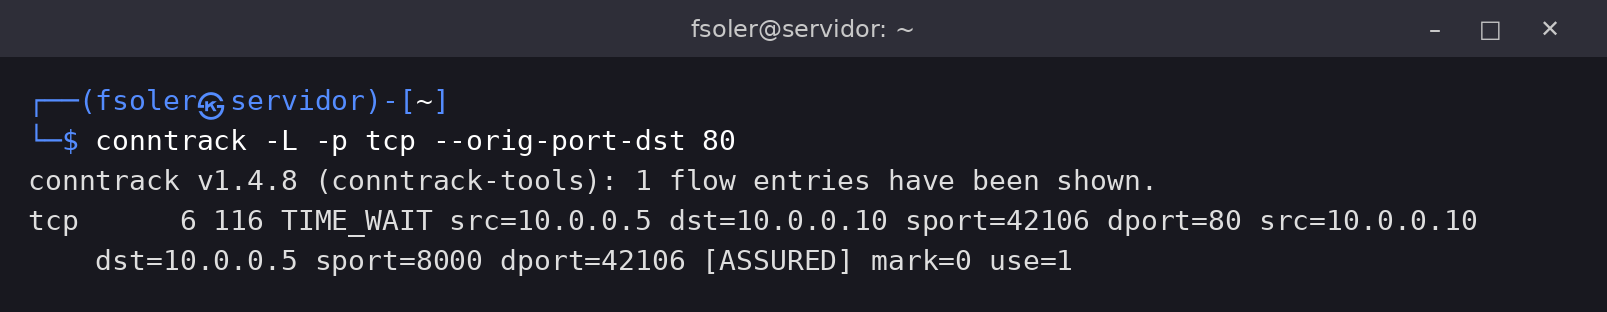 fsoler@servidor: ~
┌──(fsoler㉿servidor)-[~]
└─$ conntrack -L -p tcp --orig-port-dst 80
conntrack v1.4.8 (conntrack-tools): 1 flow entries have been shown.
tcp      6 116 TIME_WAIT src=10.0.0.5 dst=10.0.0.10 sport=42106 dport=80 src=10.0.0.10
    dst=10.0.0.5 sport=8000 dport=42106 [ASSURED] mark=0 use=1